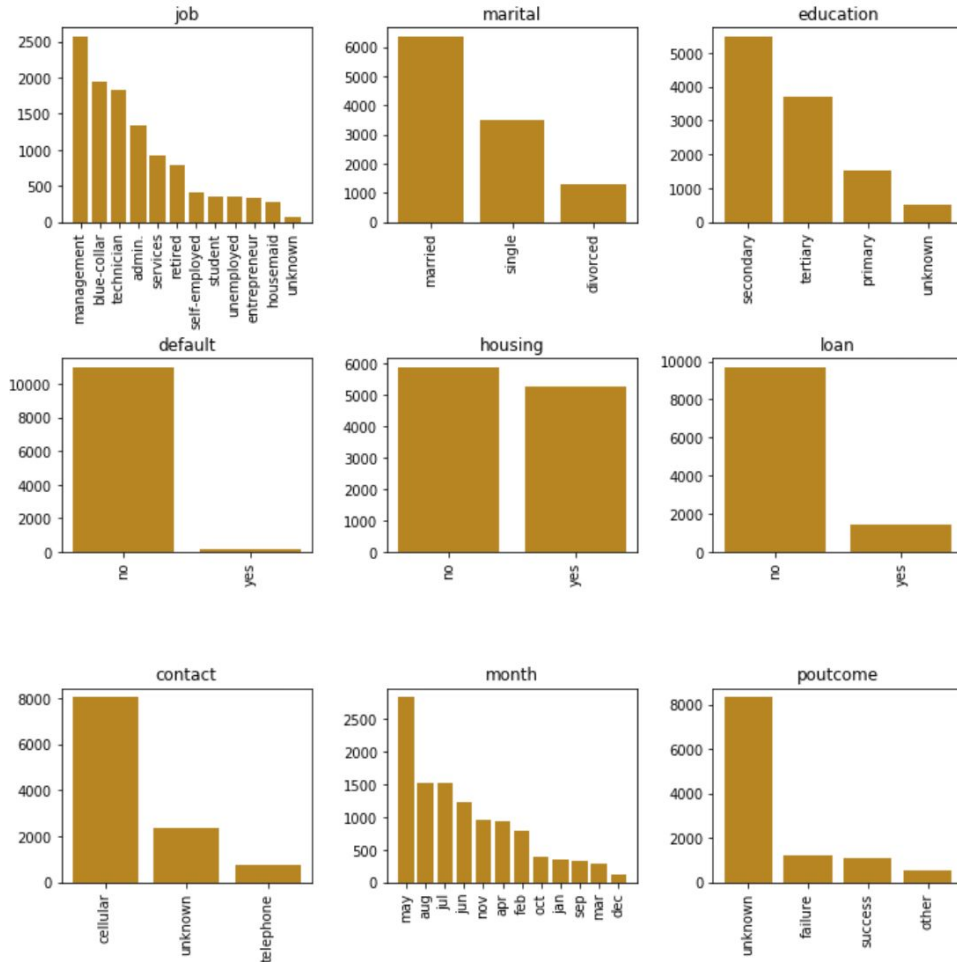 job
2500
2000
1500
1000
500
0
management
blue-collar
technician
admin.
services
retired
self-employed
student
unemployed
entrepreneur
housemaid
unknown
marital
6000
5000
4000
3000
2000
1000
0
married
single
divorced
education
5000
4000
3000
2000
1000
0
secondary
tertiary
primary
unknown
default
10000
8000
6000
4000
2000
0
no
yes
housing
6000
5000
4000
3000
2000
1000
0
no
yes
loan
10000
8000
6000
4000
2000
0
no
yes
contact
8000
6000
4000
2000
0
cellular
unknown
telephone
month
2500
2000
1500
1000
500
0
may
aug
jul
jun
nov
apr
feb
oct
jan
sep
mar
dec
poutcome
8000
6000
4000
2000
0
unknown
failure
success
other